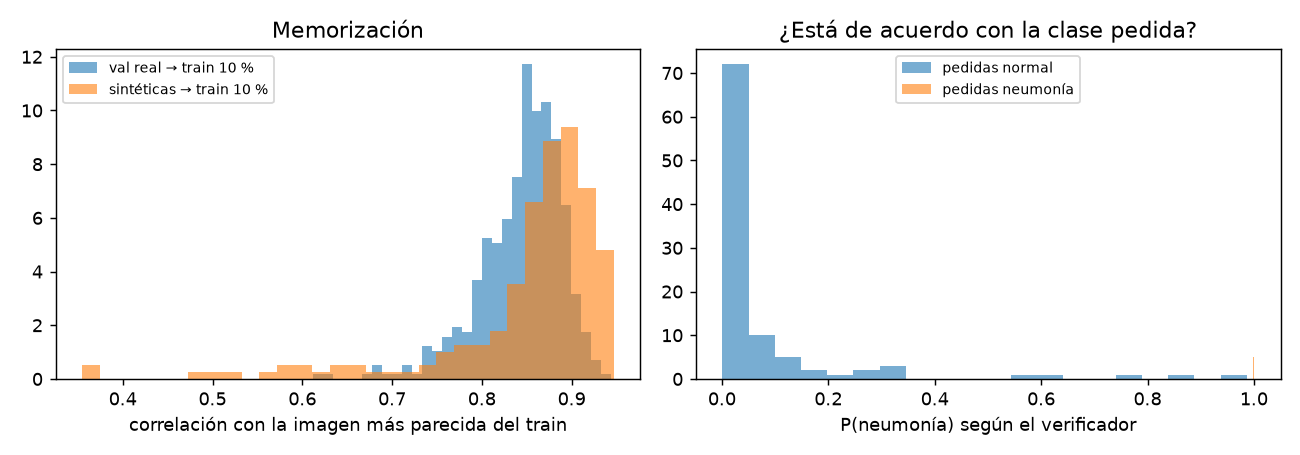 Memorización
12
10
8
6
4
2
0
val real → train 10 %
sintéticas → train 10 %
0.4 0.5 0.6 0.7 0.8 0.9
correlación con la imagen más parecida del train
¿Está de acuerdo con la clase pedida?
70
60
50
40
30
20
10
0
pedidas normal
pedidas neumonía
0.0 0.2 0.4 0.6 0.8 1.0
P(neumonía) según el verificador